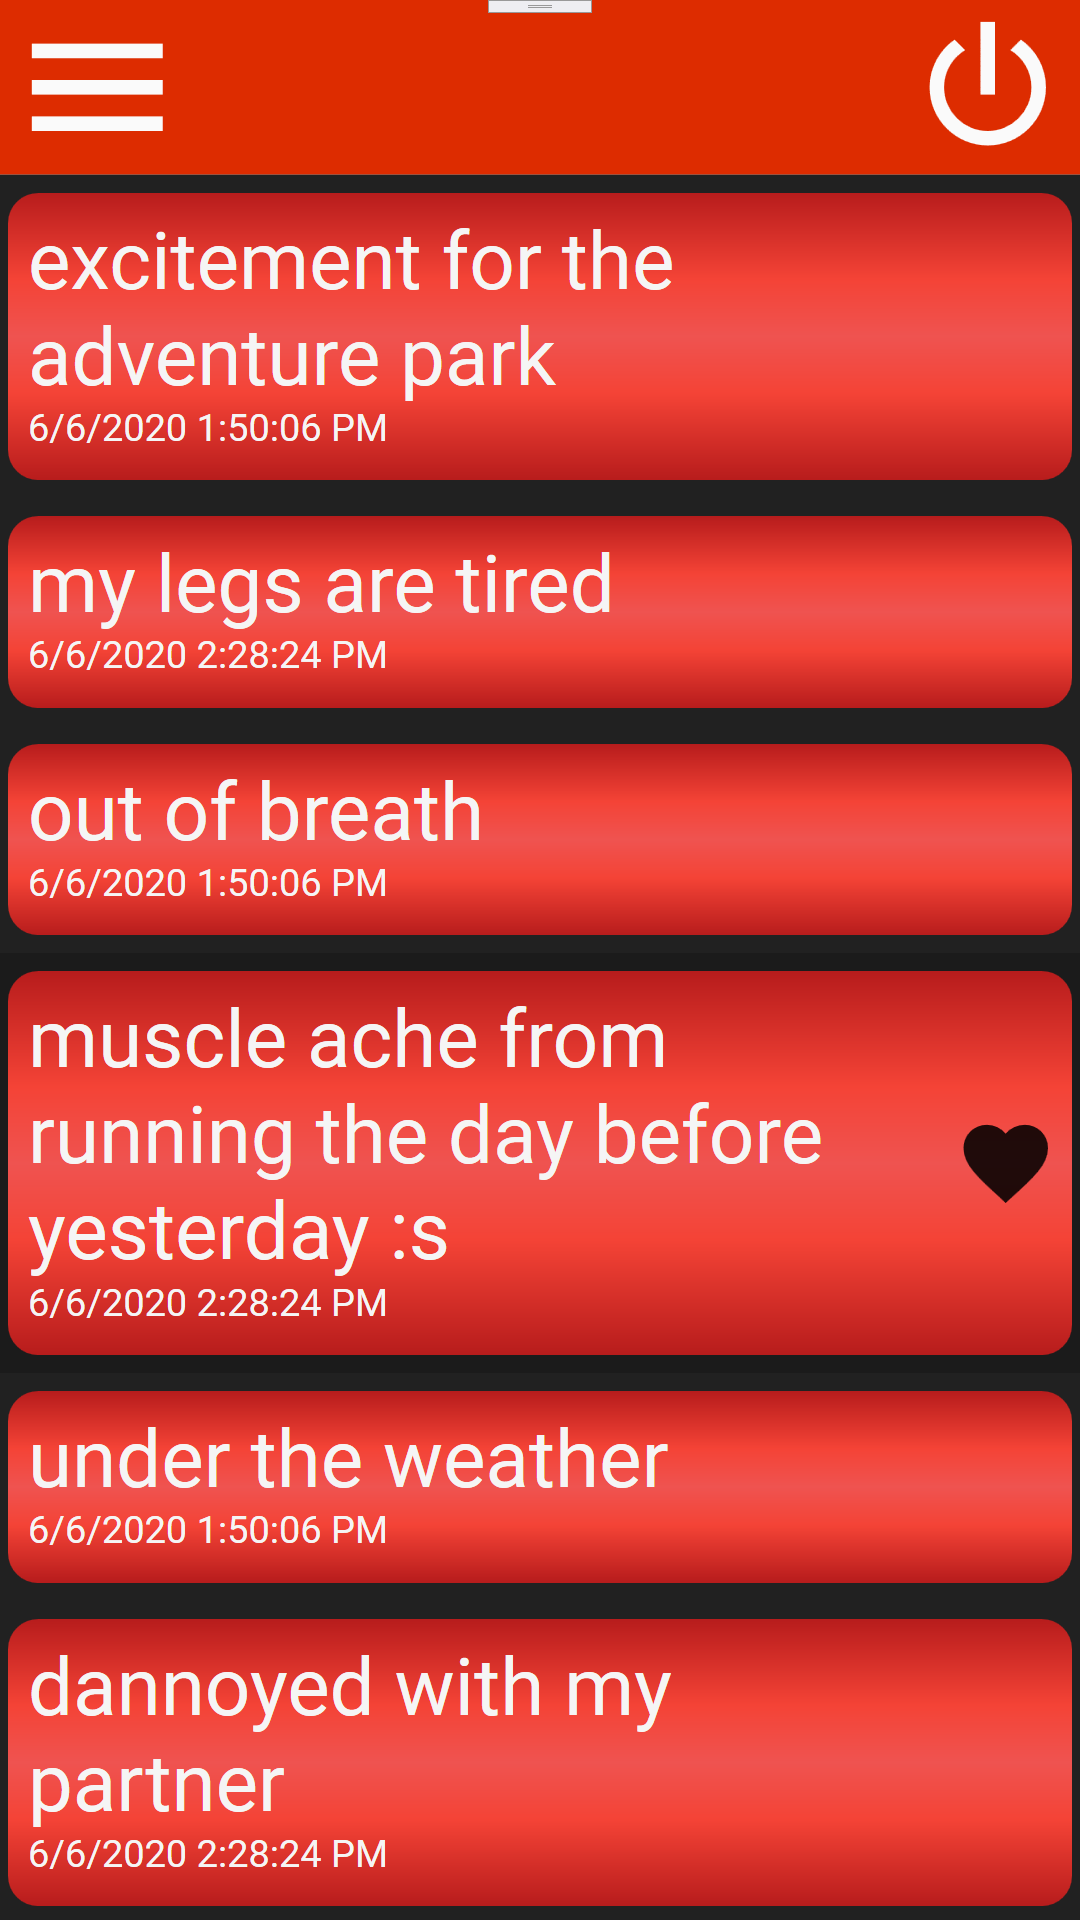 excitement for the
adventure park
6/6/2020 1:50:06 PM
my legs are tired
6/6/2020 2:28:24 PM
out of breath
6/6/2020 1:50:06 PM
muscle ache from
running the day before
yesterday :s
6/6/2020 2:28:24 PM
under the weather
6/6/2020 1:50:06 PM
dannoyed with my
partner
6/6/2020 2:28:24 PM